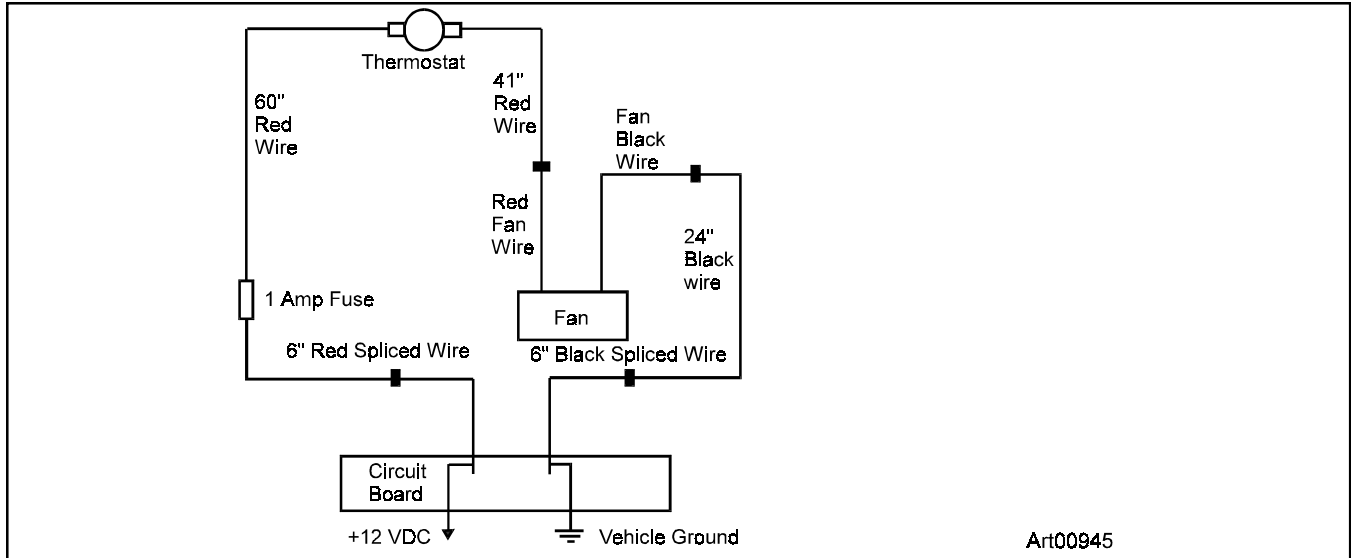 Thermostat
60"
Red
Wire
41"
Red
Wire
Fan
Black
Wire
Red
Fan
Wire
24"
Black
wire
1 Amp Fuse
Fan
6" Red Spliced Wire
6" Black Spliced Wire
Circuit
Board
+12 VDC
Vehicle Ground
Art00945